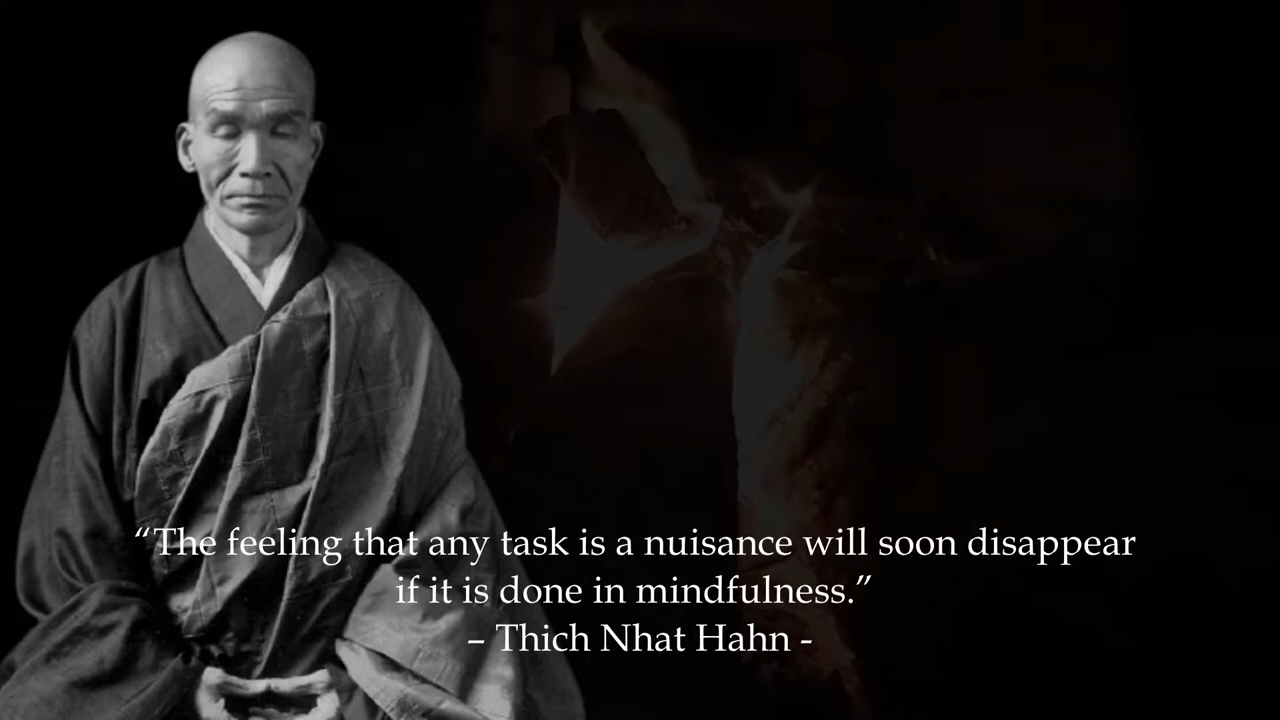 “The feeling that any task is a nuisance will soon disappear
if it is done in mindfulness.”
– Thich Nhat Hahn -